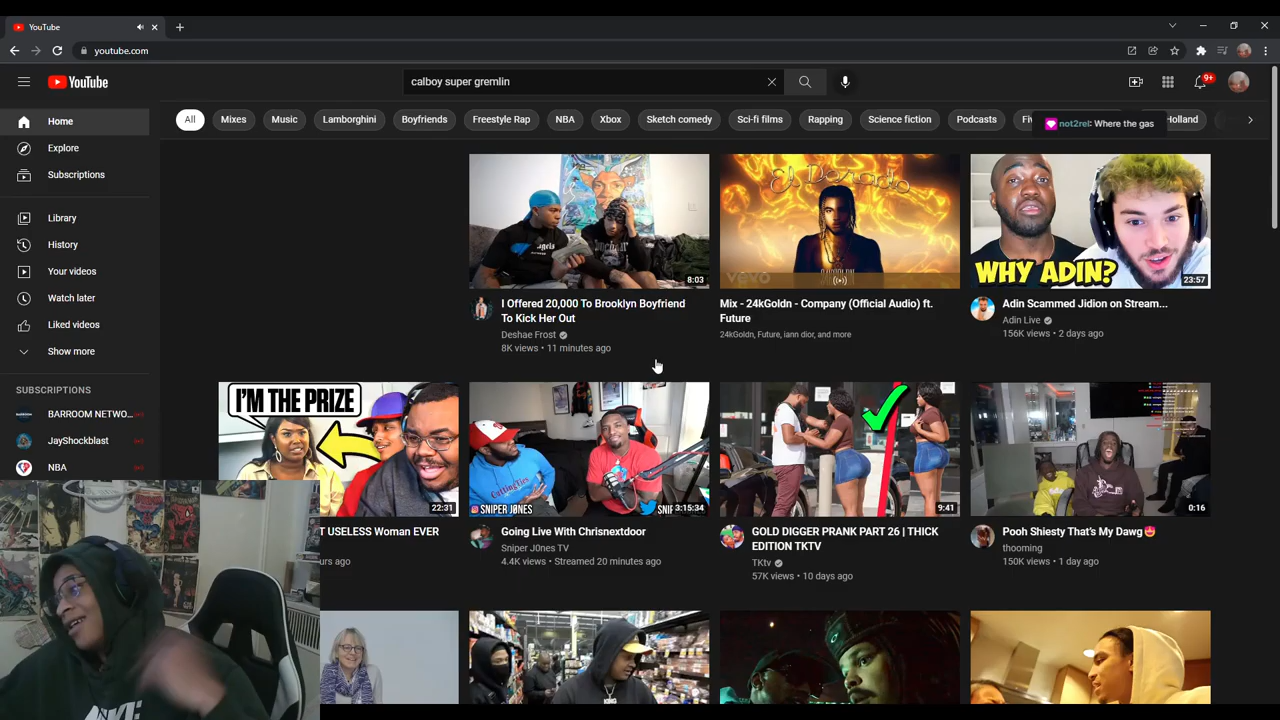 YouTube
youtube.com
YouTube
calboy super gremlin
9+
All
Mixes
Music
Lamborghini
Boyfriends
Freestyle Rap
NBA
Xbox
Sketch comedy
Sci-fi films
Rapping
Science fiction
Podcasts
not2rel: Where the gas
Holland
Home
Explore
Subscriptions
Library
History
Your videos
Watch later
Liked videos
Show more
SUBSCRIPTIONS
BARROOM NETWO...
JayShockblast
NBA
8:03
I Offered 20,000 To Brooklyn Boyfriend
To Kick Her Out
Deshae Frost
8K views • 11 minutes ago
El Dorado
vevo
Mix - 24kGoldn - Company (Official Audio) ft.
Future
24kGoldn, Future, iann dior, and more
WHY ADIN?
23:57
Adin Scammed Jidion on Stream...
Adin Live
156K views • 2 days ago
I'M THE PRIZE
22:31
T USELESS Woman EVER
urs ago
SNIPER J0NES
3:15:34
Going Live With Chrisnextdoor
Sniper J0nes TV
4.4K views • Streamed 20 minutes ago
9:41
GOLD DIGGER PRANK PART 26 | THICK
EDITION TKTV
TKtv
57K views • 10 days ago
0:16
Pooh Shiesty That's My Dawg😍
thooming
150K views • 1 day ago